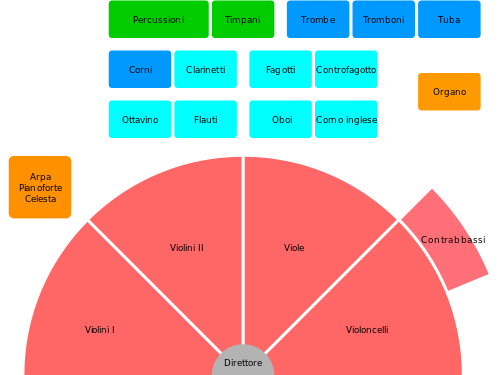 Percussioni Timpani Trombe Tromboni Tuba
Corni Clarinetti Fagotti Controfagotto
Organo
Ottavino Flauti Oboi Corno inglese
Arpa
Pianoforte
Celesta
Contrabbassi
Violini II Viole
Violini I Violoncelli
Direttore